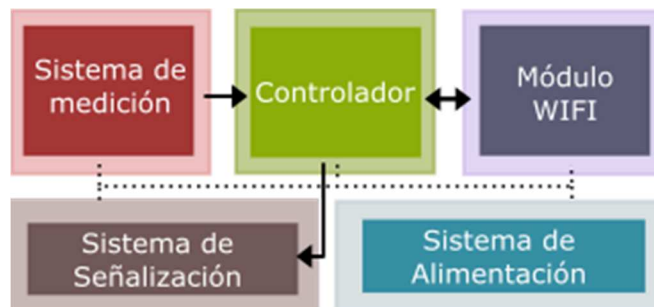 Sistema de
medición
Controlador
Módulo
WIFI
Sistema de
Señalización
Sistema de
Alimentación